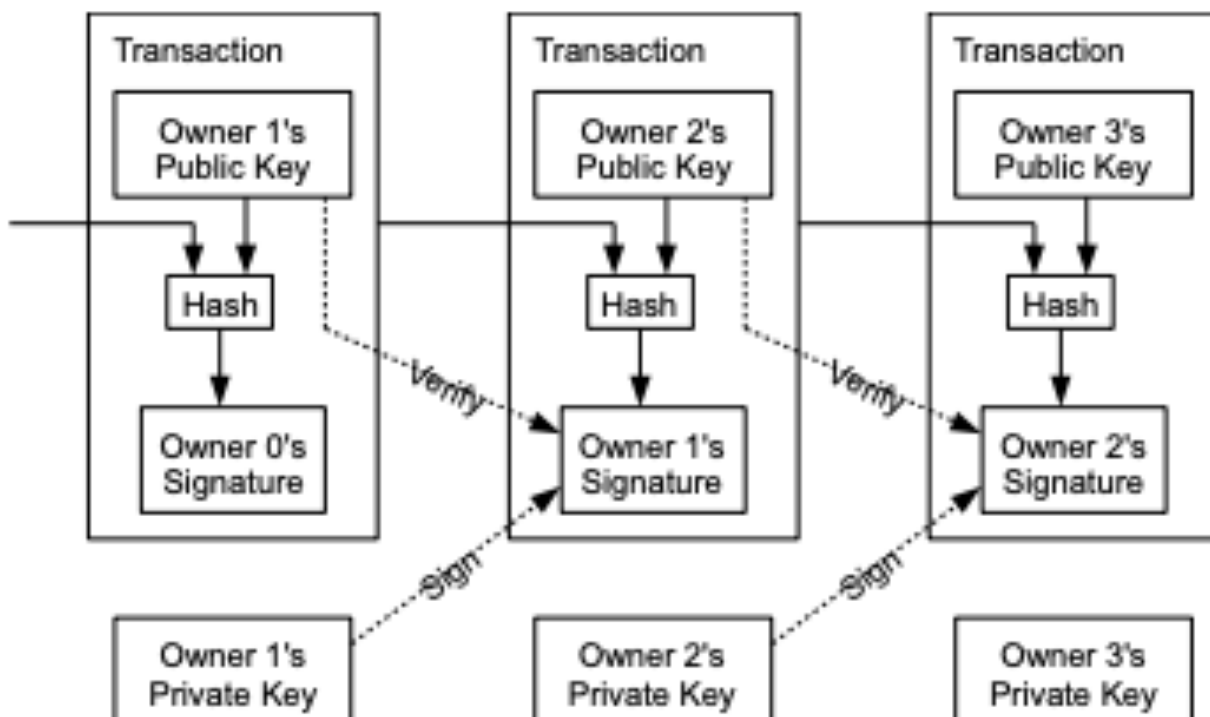 Transaction
Transaction
Transaction
Owner 1's
Public Key
Owner 2's
Public Key
Owner 3's
Public Key
Hash
Hash
Hash
Verify
Verify
Owner 0's
Signature
Owner 1's
Signature
Owner 2's
Signature
Sign
Sign
Owner 1's
Private Key
Owner 2's
Private Key
Owner 3's
Private Key